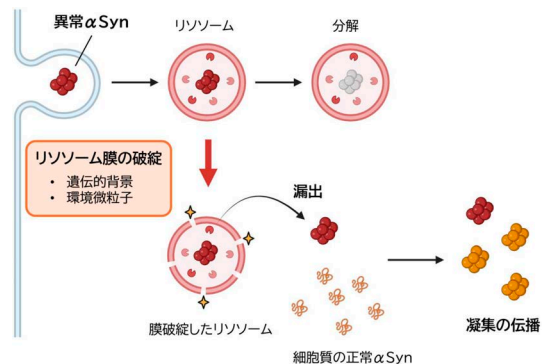 異常αSyn
リソソーム
分解
リソソーム膜の破綻
• 遺伝的背景
• 環境微粒子
漏出
膜破綻したリソソーム
細胞質の正常αSyn
凝集の伝播